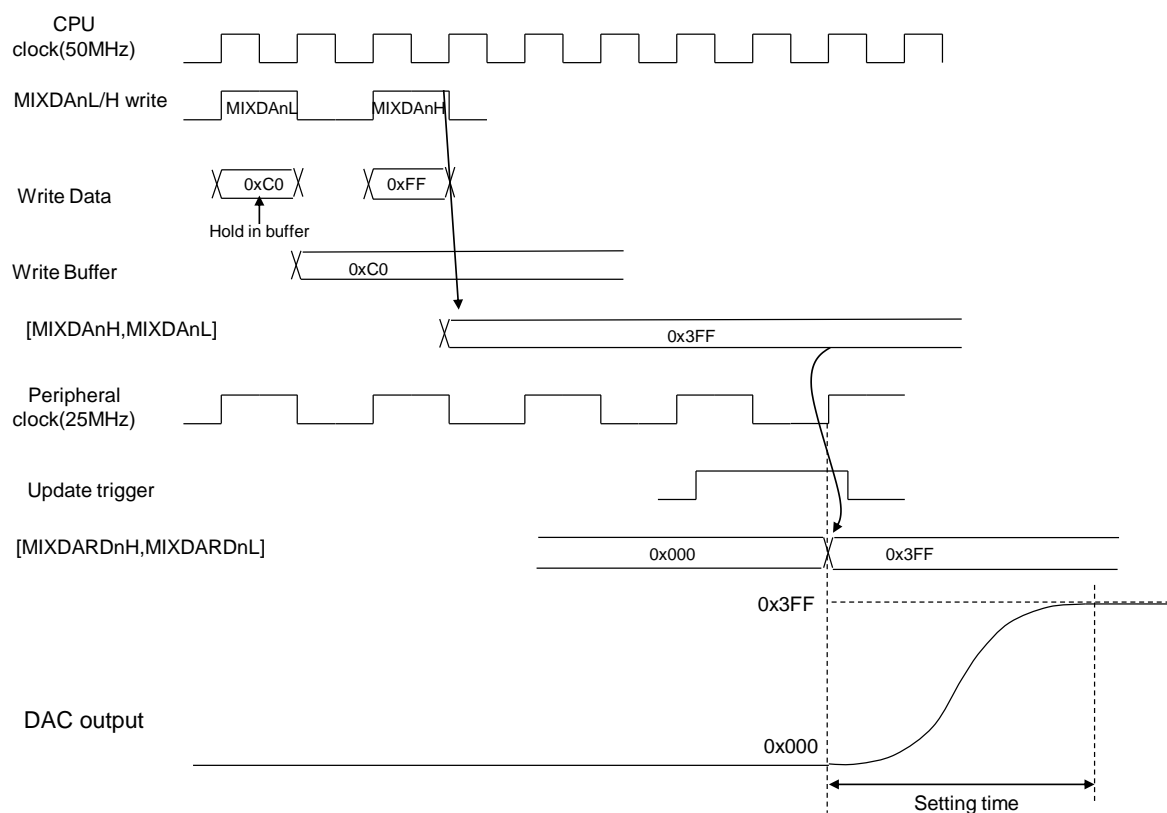 CPU
clock(50MHz)
MIXDAnL/H write
MIXDAnL
MIXDAnH
Write Data
0xC0
0xFF
Hold in buffer
Write Buffer
0xC0
[MIXDAnH,MIXDAnL]
0x3FF
Peripheral
clock(25MHz)
Update trigger
[MIXDARDnH,MIXDARDnL]
0x000
0x3FF
0x3FF
DAC output
0x000
Setting time